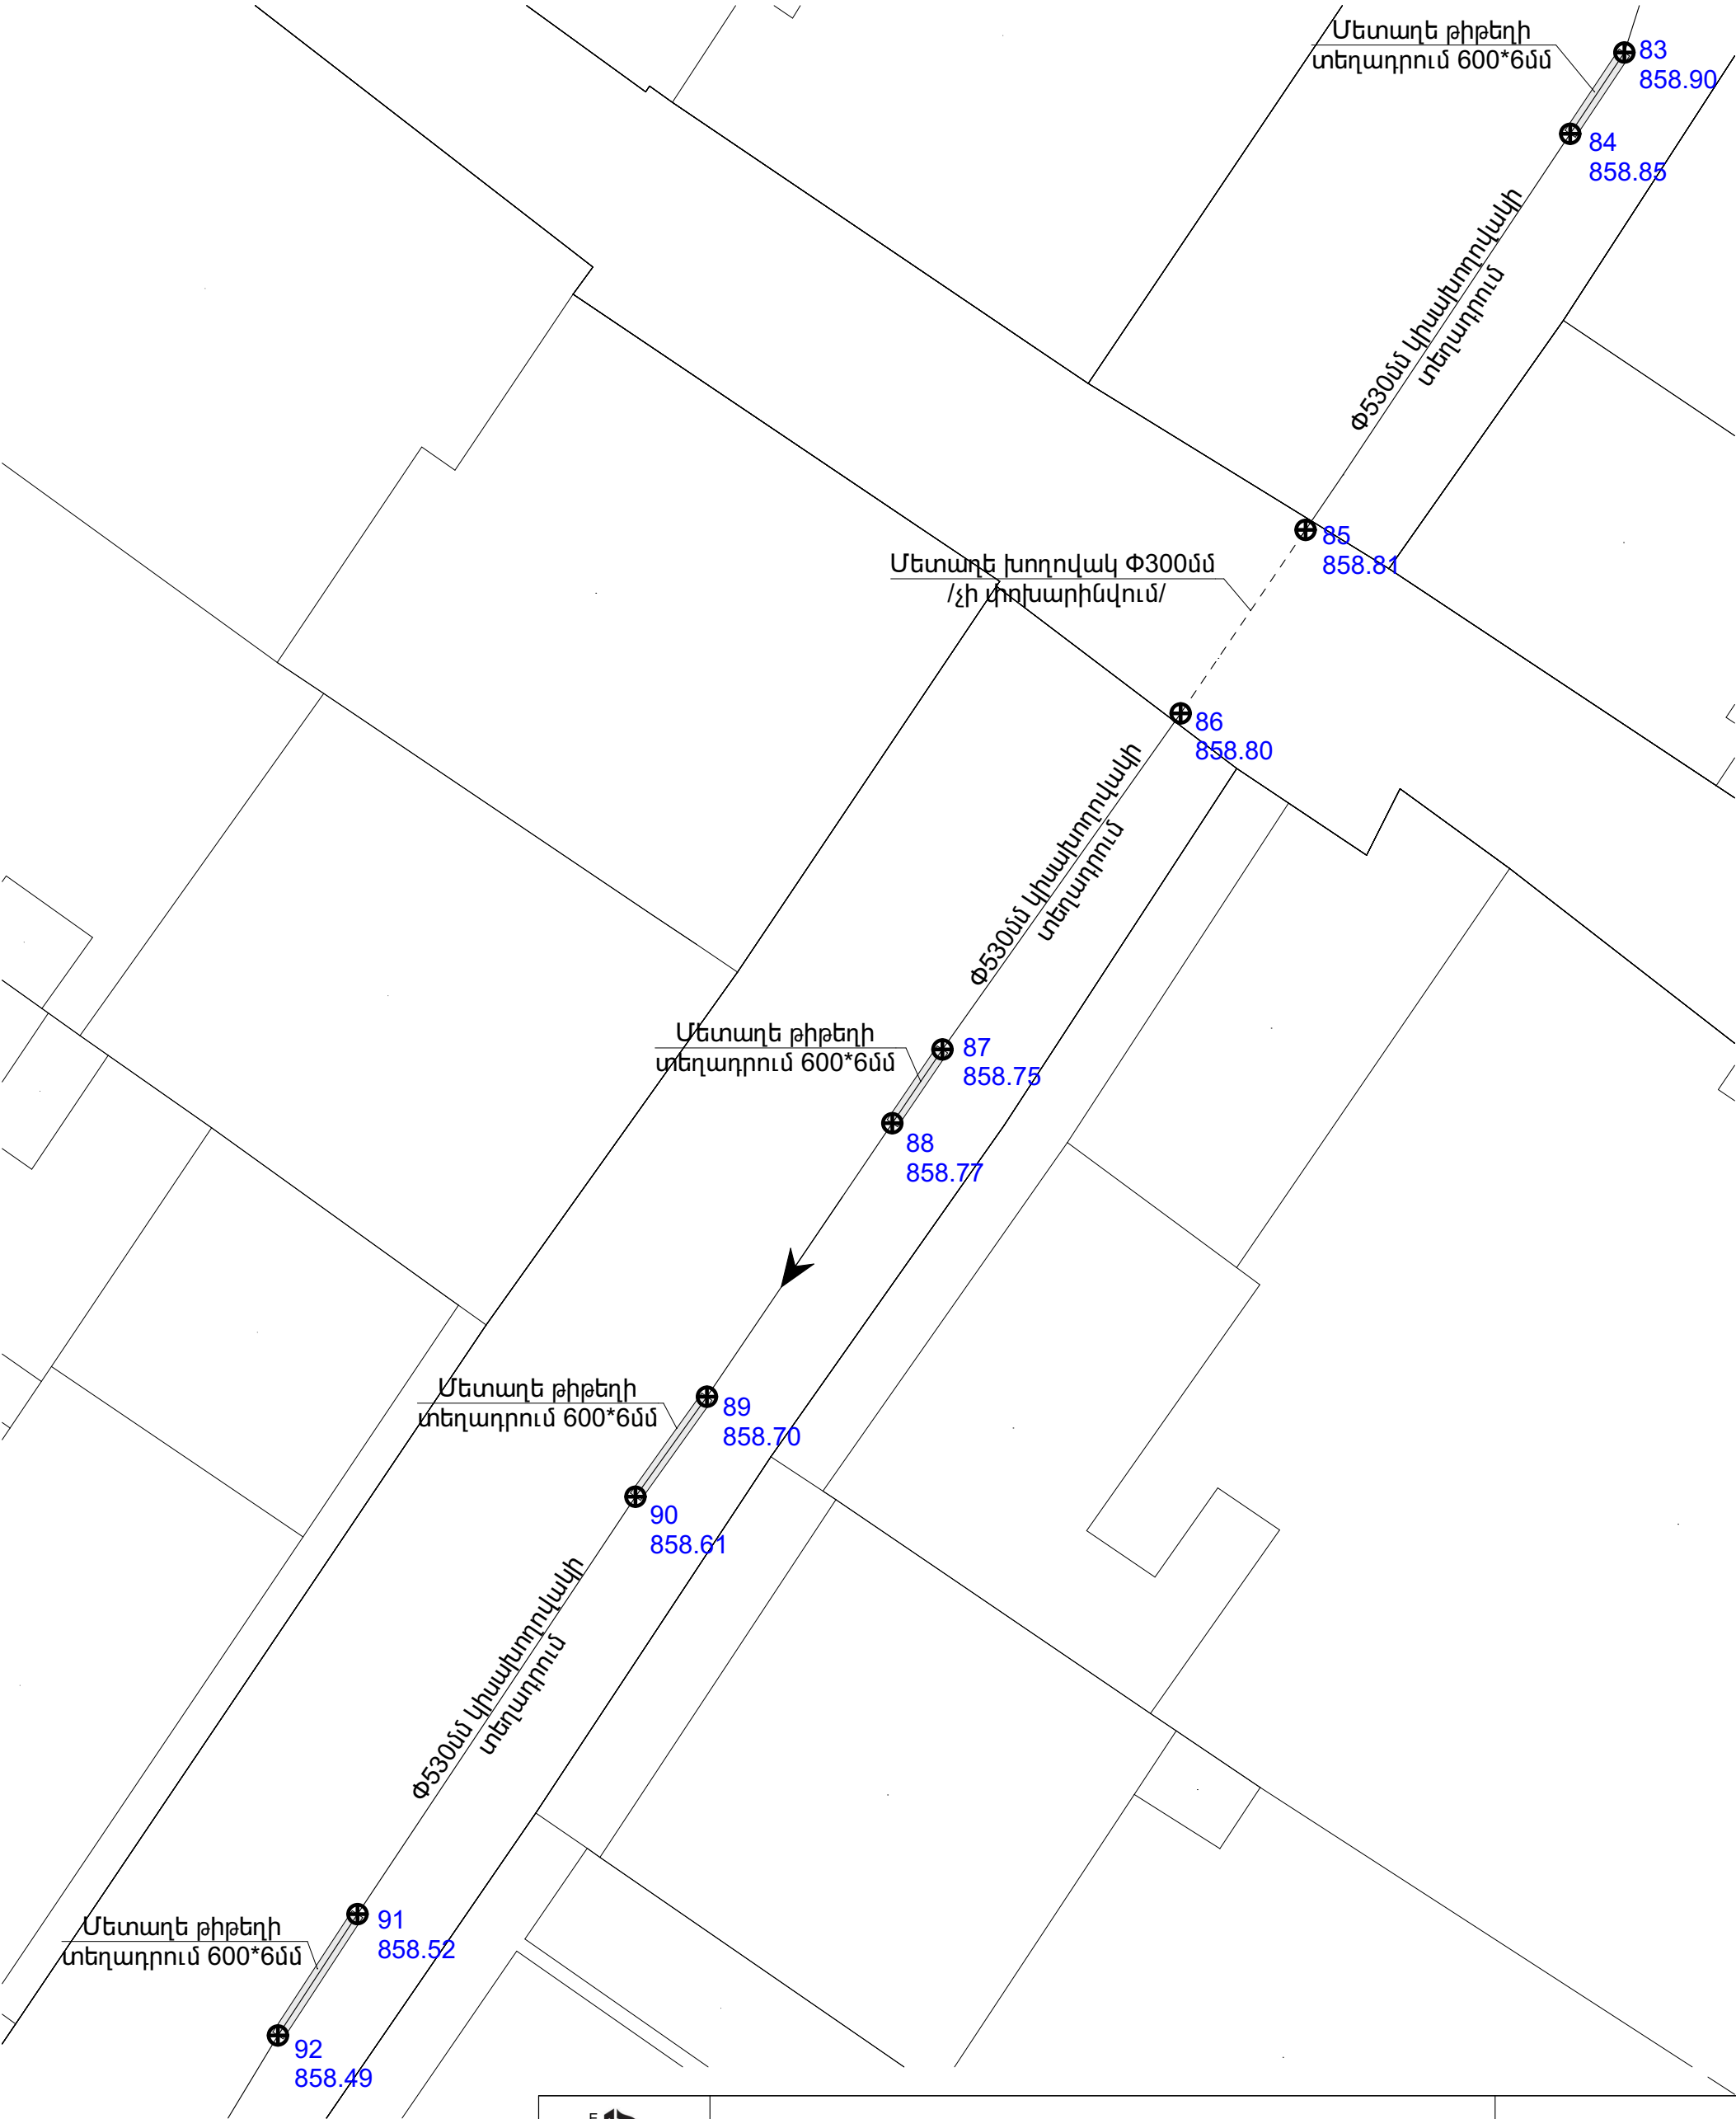 Մետաղե թիթեղի
տեղադրում 600*6մմ
83
858.90
84
858.85
Փ530մմ կիսախողովակի
տեղադրում
85
858.81
Մետաղե խողովակ Փ300մմ
/չի փոխարինվում/
86
858.80
Փ530մմ կիսախողովակի
տեղադրում
Մետաղե թիթեղի
տեղադրում 600*6մմ
87
858.75
88
858.77
Մետաղե թիթեղի
տեղադրում 600*6մմ
89
858.70
90
858.61
Փ530մմ կիսախողովակի
տեղադրում
Մետաղե թիթեղի
տեղադրում 600*6մմ
91
858.52
92
858.49